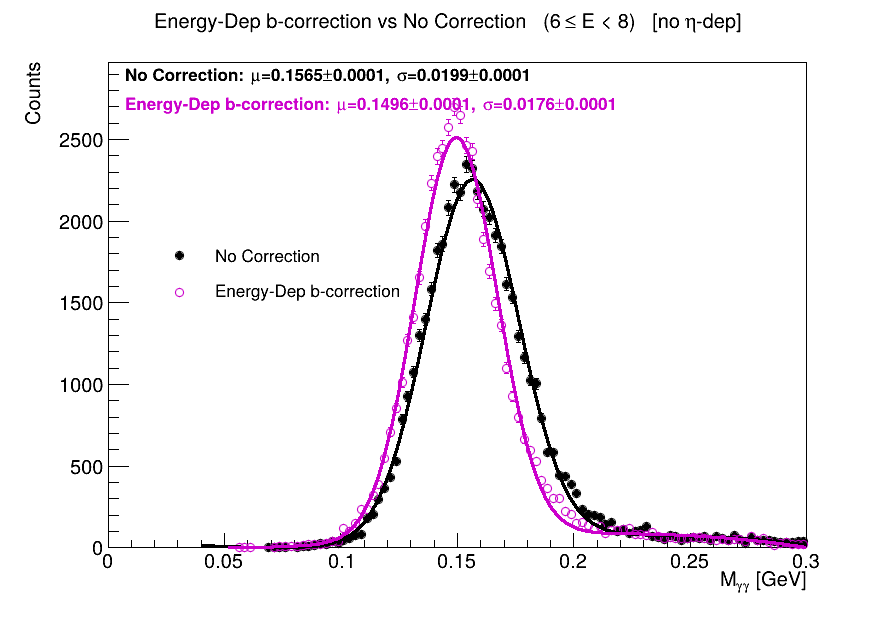 Energy-Dep b-correction vs No Correction (6 ≤ E < 8) [no η-dep]
Counts
No Correction: μ=0.1565±0.0001, σ=0.0199±0.0001
Energy-Dep b-correction: μ=0.1496±0.0001, σ=0.0176±0.0001
2500
2000
No Correction
Energy-Dep b-correction
1500
1000
500
0
0 0.05 0.1 0.15 0.2 0.25 0.3
Mγγ [GeV]